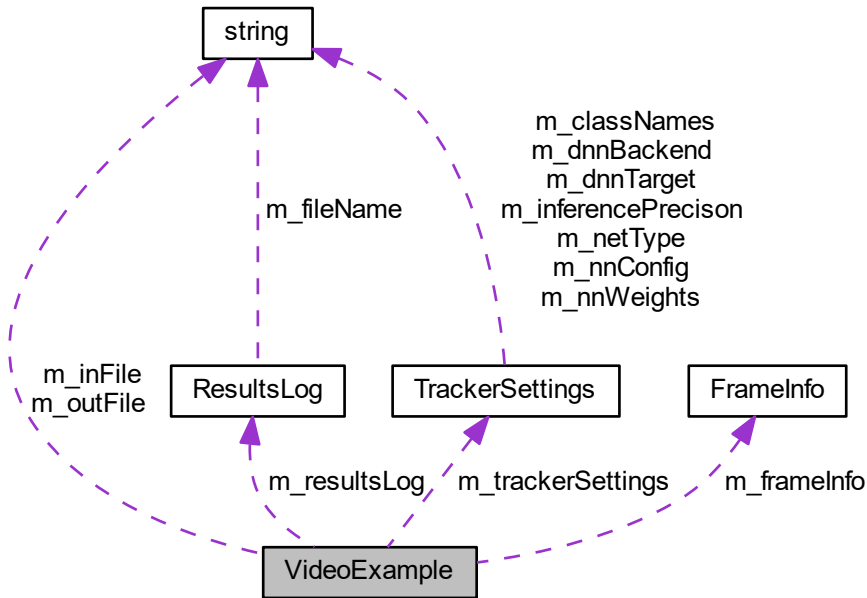 string
m_classNames
m_dnnBackend
m_dnnTarget
m_inferencePrecison
m_netType
m_nnConfig
m_nnWeights
m_fileName
m_inFile
m_outFile
ResultsLog
TrackerSettings
FrameInfo
m_resultsLog
m_trackerSettings
m_frameInfo
VideoExample